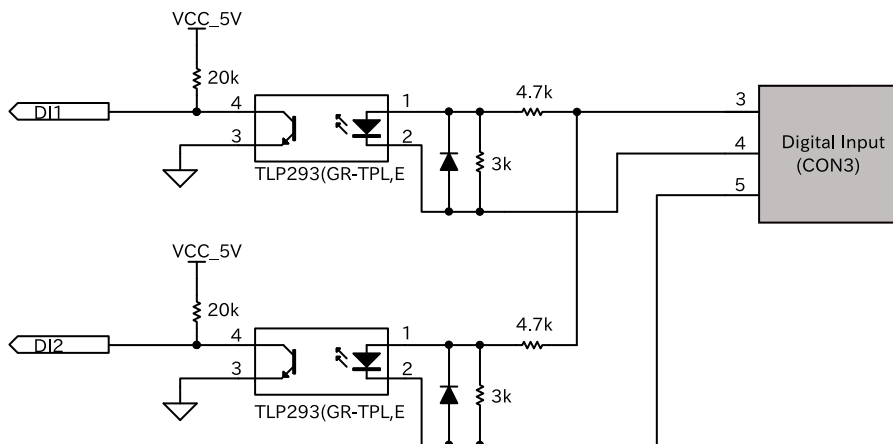 VCC_5V
20k
DI1
4
3
1
2
TLP293(GR-TPL,E
4.7k
3k
3
4
5
Digital Input
(CON3)
VCC_5V
20k
DI2
4
3
1
2
TLP293(GR-TPL,E
4.7k
3k